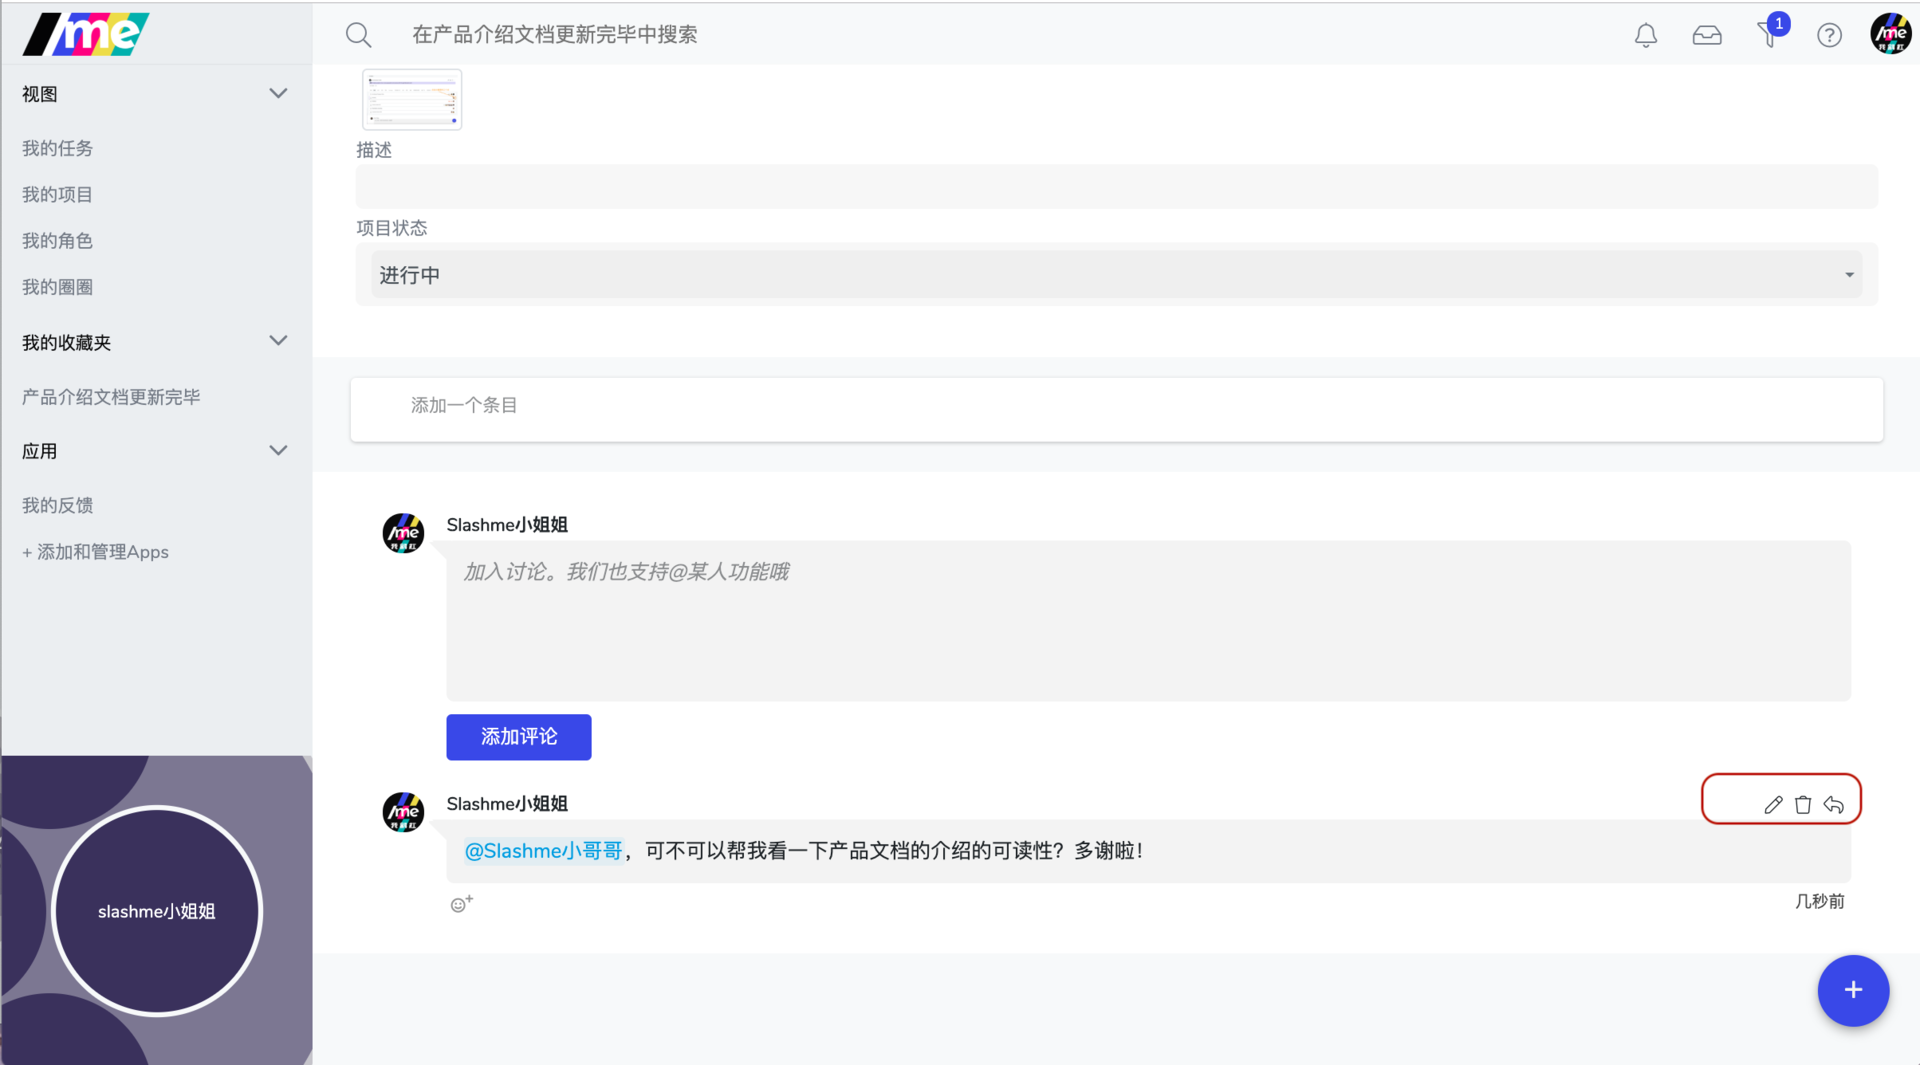 /me
在产品介绍文档更新完毕中搜索
1
?
/me
我斜杠
视图
我的任务
我的项目
我的角色
我的圈圈
我的收藏夹
产品介绍文档更新完毕
应用
我的反馈
+ 添加和管理Apps
slashme小姐姐
描述
项目状态
进行中
添加一个条目
/me
Slashme小姐姐
加入讨论。我们也支持@某人功能哦
添加评论
/me
Slashme小姐姐
@Slashme小哥哥，可不可以帮我看一下产品文档的介绍的可读性？多谢啦！
几秒前
+